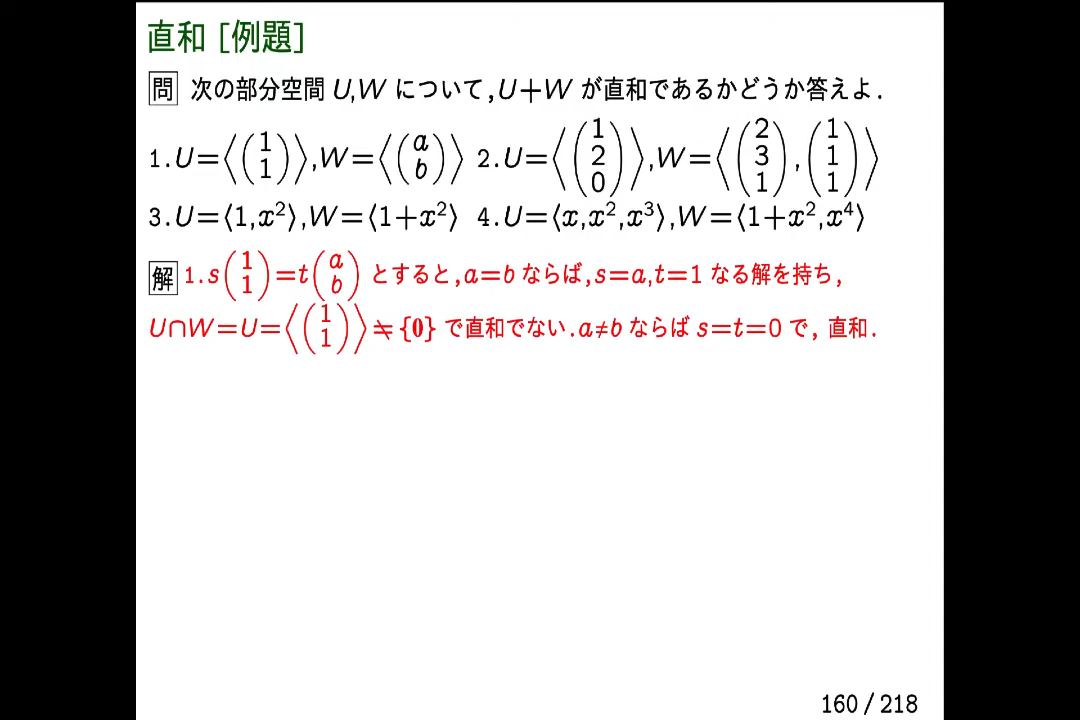 直和 [例題]
問 次の部分空間 U,W について,U+W が直和であるかどうか答えよ.
1.U=⟨(1 1)⟩,W=⟨(a b)⟩ 2.U=⟨(1 2 0)⟩,W=⟨(2 3 1),(1 1 1)⟩
3.U=⟨1,x²⟩,W=⟨1+x²⟩ 4.U=⟨x,x²,x³⟩,W=⟨1+x²,x⁴⟩
解 1.s(1 1)=t(a b) とすると,a=b ならば,s=a,t=1 なる解を持ち,
U∩W=U=⟨(1 1)⟩≒{0} で直和でない.a≠b ならば s=t=0 で, 直和.
160 / 218